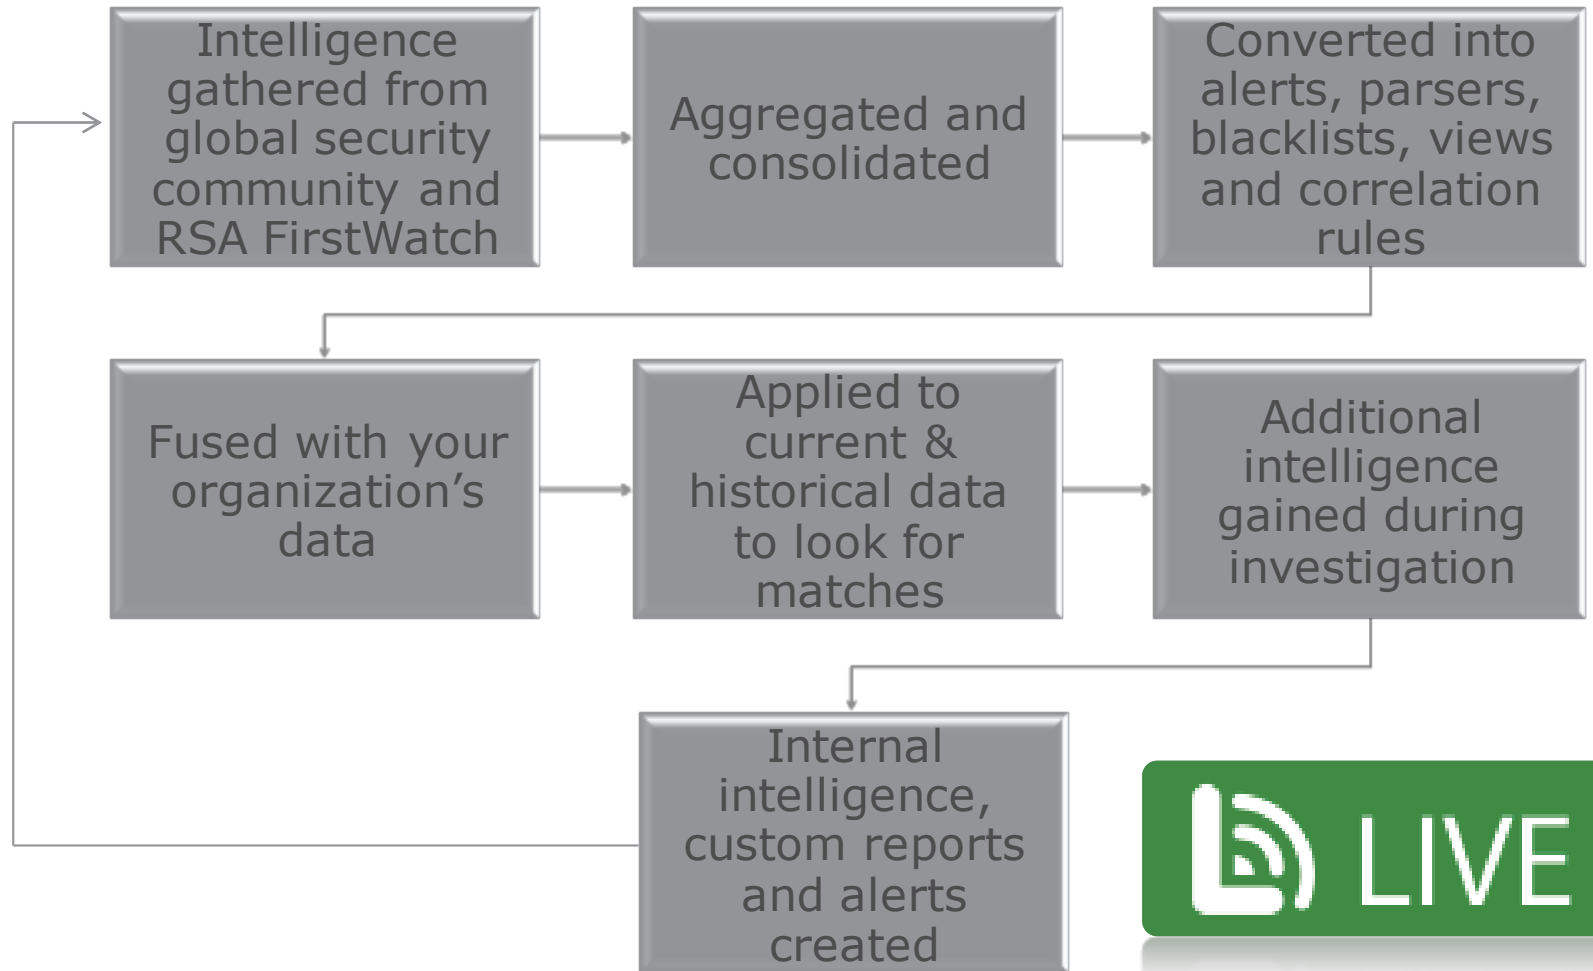 Intelligence
gathered from
global security
community and
RSA FirstWatch
Aggregated and
consolidated
Converted into
alerts, parsers,
blacklists, views
and correlation
rules
Fused with your
organization’s
data
Applied to
current &
historical data
to look for
matches
Additional
intelligence
gained during
investigation
Internal
intelligence,
custom reports
and alerts
created
LIVE